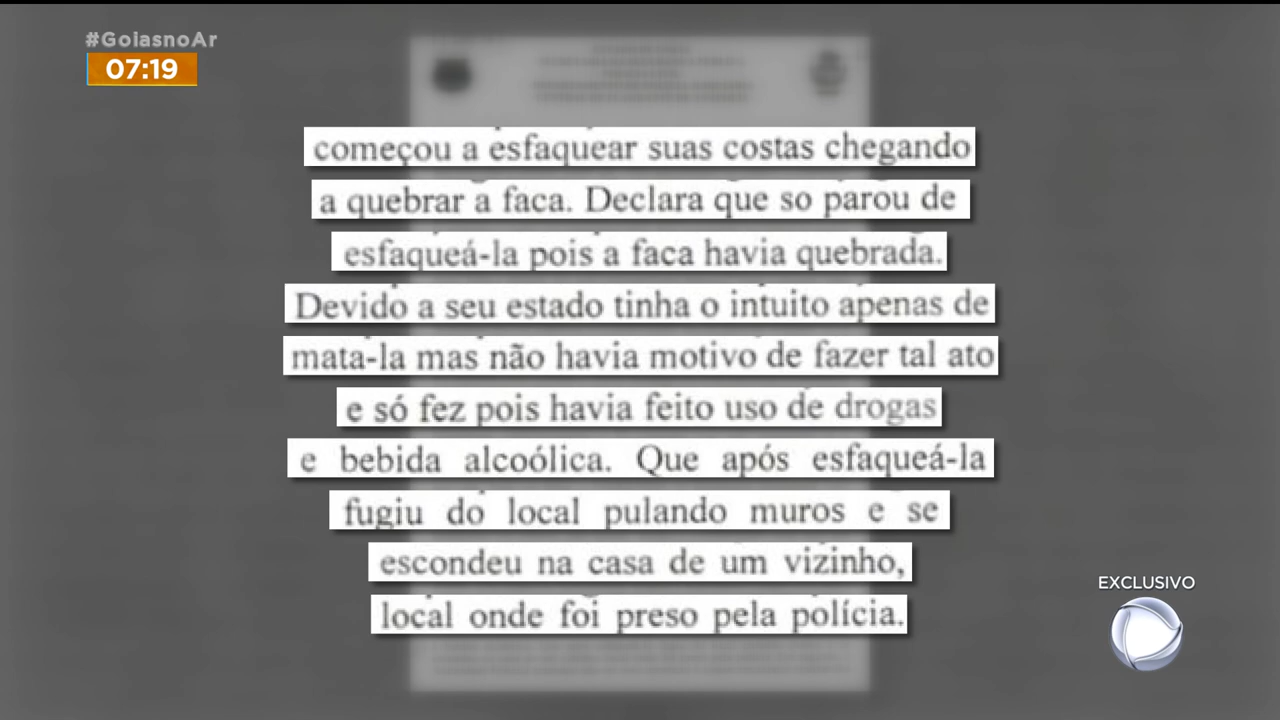 #GoiasnoAr
07:19
começou a esfaquear suas costas chegando
a quebrar a faca. Declara que so parou de
esfaqueá-la pois a faca havia quebrada.
Devido a seu estado tinha o intuito apenas de
mata-la mas não havia motivo de fazer tal ato
e só fez pois havia feito uso de drogas
e bebida alcoólica. Que após esfaqueá-la
fugiu do local pulando muros e se
escondeu na casa de um vizinho,
local onde foi preso pela polícia.
EXCLUSIVO